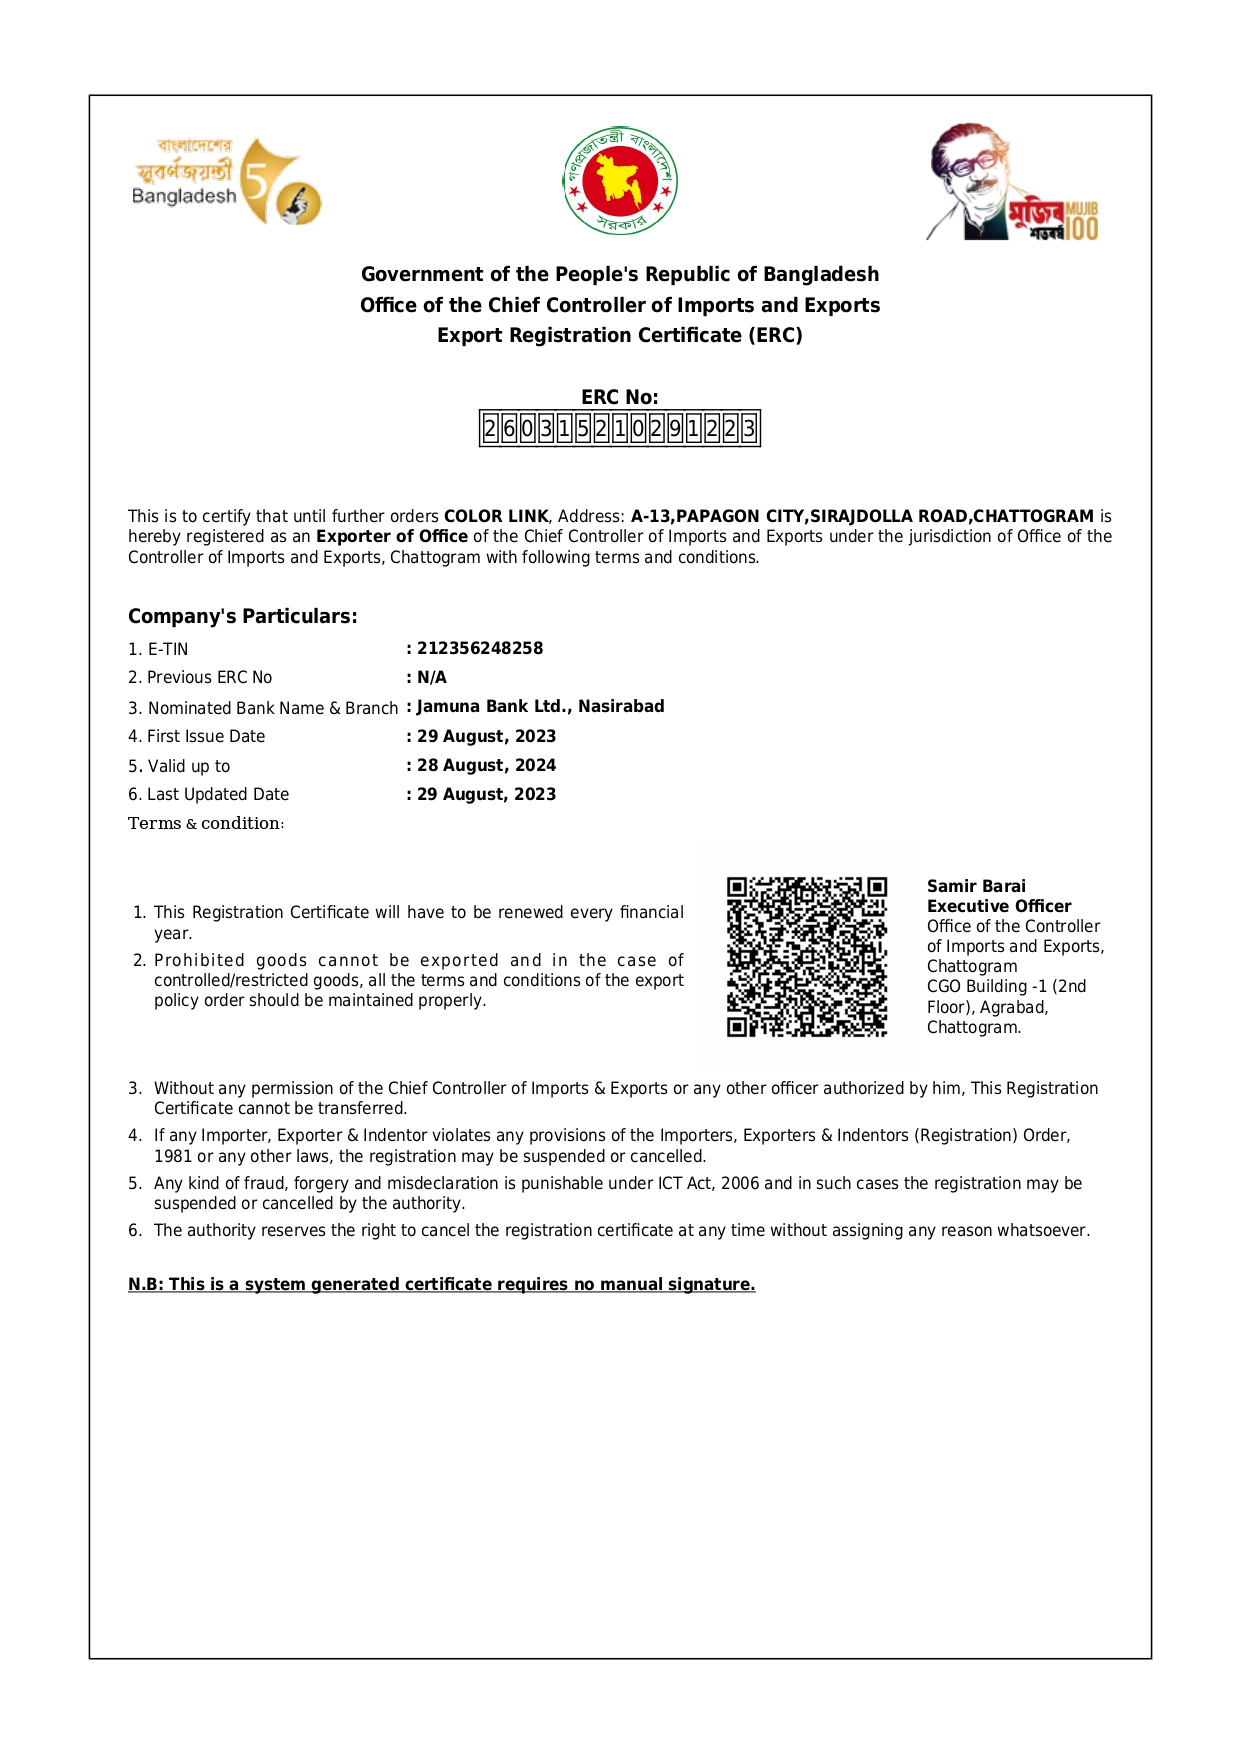 বাংলাদেশের
সুবর্ণজয়ন্তী
Bangladesh
50
গণপ্রজাতন্ত্রী বাংলাদেশ
সরকার
মুজিব
শতবর্ষ
MUJIB
100
Government of the People's Republic of Bangladesh
Office of the Chief Controller of Imports and Exports
Export Registration Certificate (ERC)
ERC No:
260315210291223
This is to certify that until further orders COLOR LINK, Address: A-13,PAPAGON CITY,SIRAJDOLLA ROAD,CHATTOGRAM is
hereby registered as an Exporter of Office of the Chief Controller of Imports and Exports under the jurisdiction of Office of the
Controller of Imports and Exports, Chattogram with following terms and conditions.
Company's Particulars:
1. E-TIN : 212356248258
2. Previous ERC No : N/A
3. Nominated Bank Name & Branch : Jamuna Bank Ltd., Nasirabad
4. First Issue Date : 29 August, 2023
5. Valid up to : 28 August, 2024
6. Last Updated Date : 29 August, 2023
Terms & condition:
1. This Registration Certificate will have to be renewed every financial
year.
2. Prohibited goods cannot be exported and in the case of
controlled/restricted goods, all the terms and conditions of the export
policy order should be maintained properly.
Samir Barai
Executive Officer
Office of the Controller
of Imports and Exports,
Chattogram
CGO Building -1 (2nd
Floor), Agrabad,
Chattogram.
3. Without any permission of the Chief Controller of Imports & Exports or any other officer authorized by him, This Registration
Certificate cannot be transferred.
4. If any Importer, Exporter & Indentor violates any provisions of the Importers, Exporters & Indentors (Registration) Order,
1981 or any other laws, the registration may be suspended or cancelled.
5. Any kind of fraud, forgery and misdeclaration is punishable under ICT Act, 2006 and in such cases the registration may be
suspended or cancelled by the authority.
6. The authority reserves the right to cancel the registration certificate at any time without assigning any reason whatsoever.
N.B: This is a system generated certificate requires no manual signature.